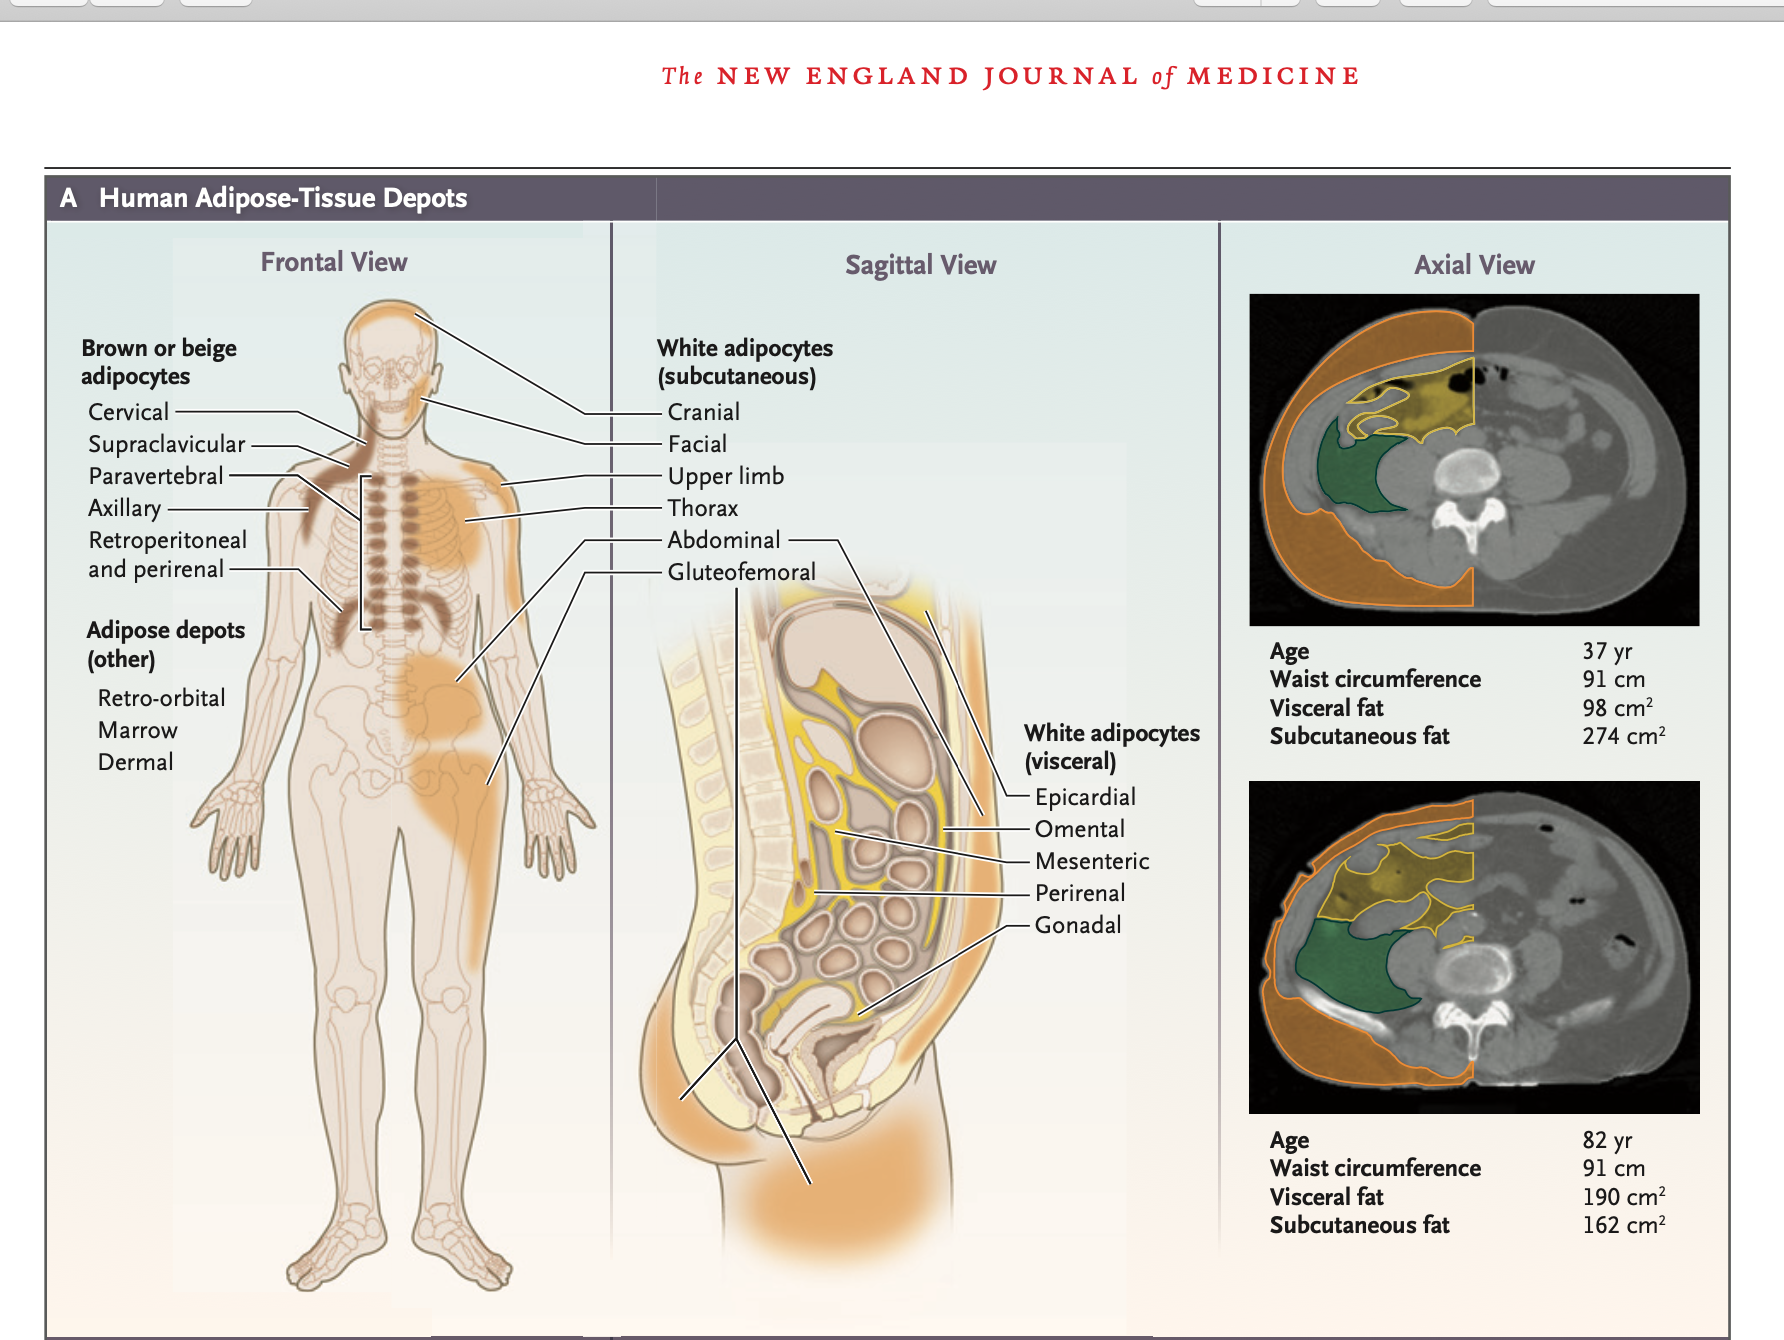 The NEW ENGLAND JOURNAL of MEDICINE
A Human Adipose-Tissue Depots
Frontal View
Brown or beige
adipocytes
Cervical
Supraclavicular
Paravertebral
Axillary
Retroperitoneal
and perirenal
Adipose depots
(other)
Retro-orbital
Marrow
Dermal
Sagittal View
White adipocytes
(subcutaneous)
Cranial
Facial
Upper limb
Thorax
Abdominal
Gluteofemoral
White adipocytes
(visceral)
Epicardial
Omental
Mesenteric
Perirenal
Gonadal
Axial View
Age 37 yr
Waist circumference 91 cm
Visceral fat 98 cm²
Subcutaneous fat 274 cm²
Age 82 yr
Waist circumference 91 cm
Visceral fat 190 cm²
Subcutaneous fat 162 cm²